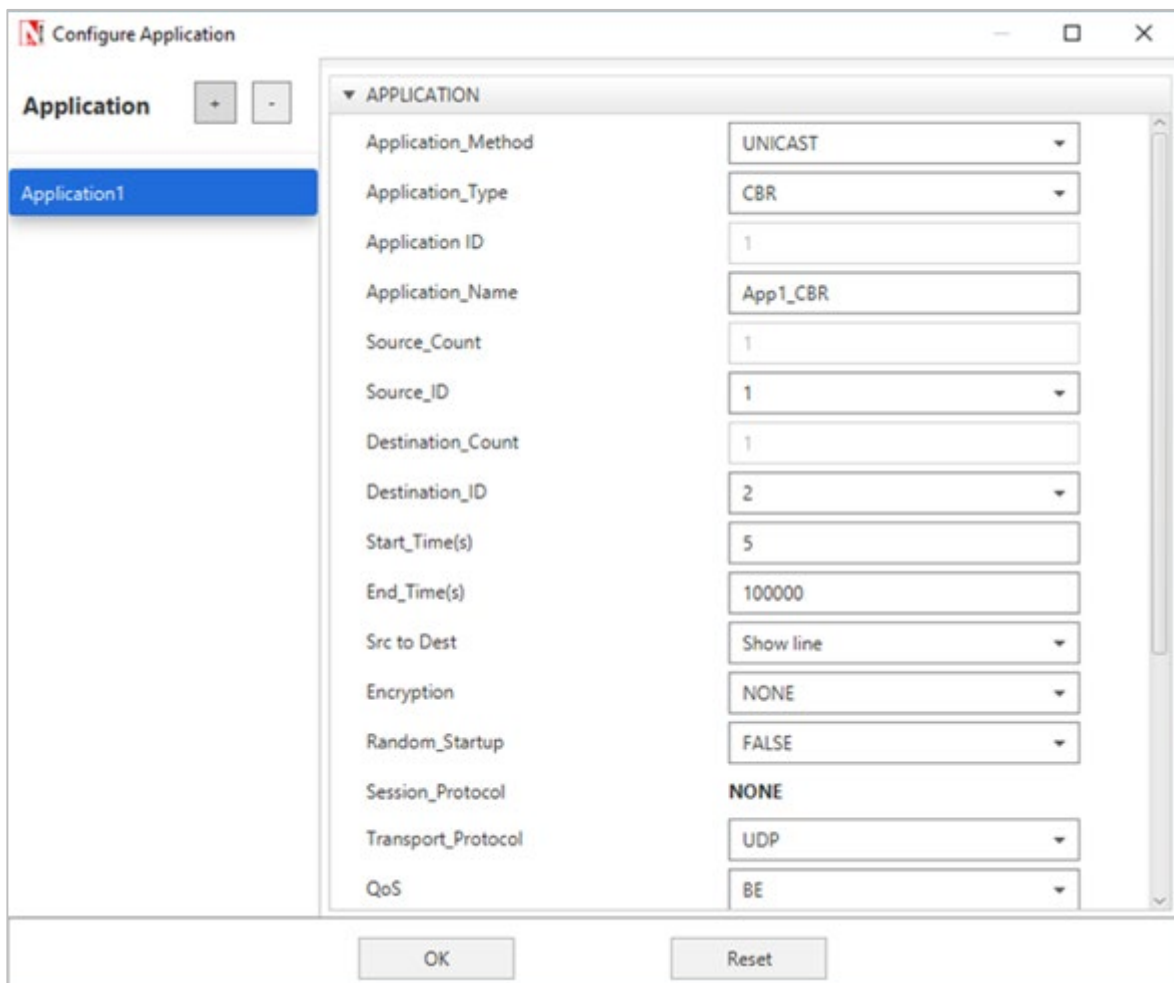 Configure Application
Application + -
Application1
APPLICATION
Application_Method UNICAST
Application_Type CBR
Application ID 1
Application_Name App1_CBR
Source_Count 1
Source_ID 1
Destination_Count 1
Destination_ID 2
Start_Time(s) 5
End_Time(s) 100000
Src to Dest Show line
Encryption NONE
Random_Startup FALSE
Session_Protocol NONE
Transport_Protocol UDP
QoS BE
OK Reset